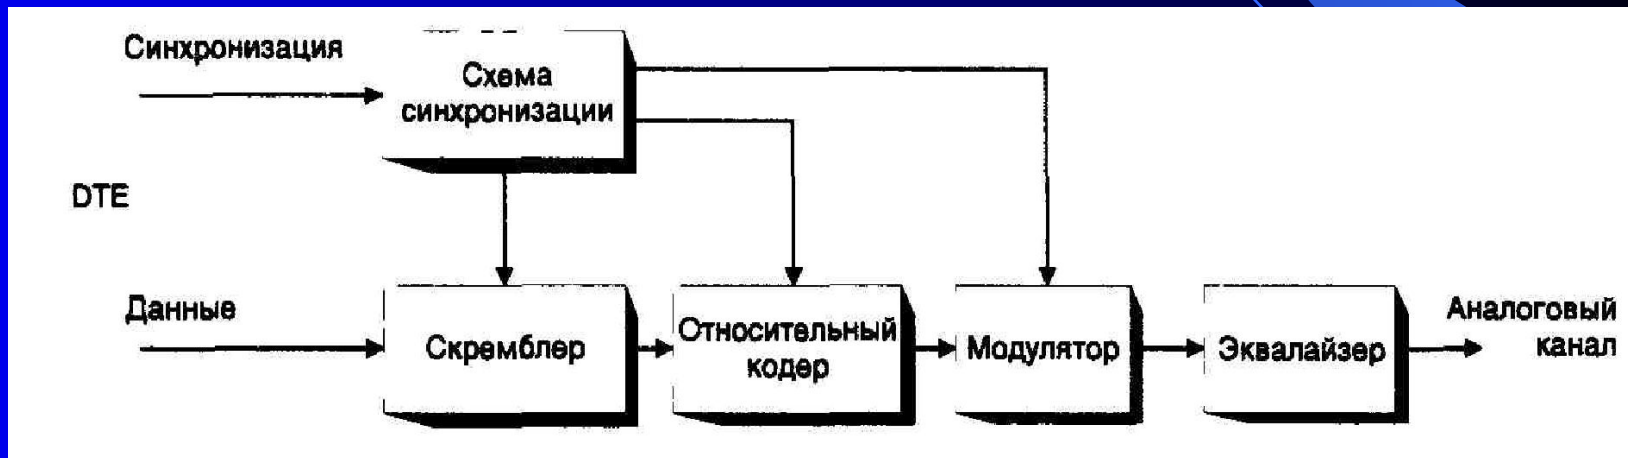 Синхронизация
Схема
синхронизации
DTE
Данные
Скремблер
Относительный
кодер
Модулятор
Эквалайзер
Аналоговый
канал